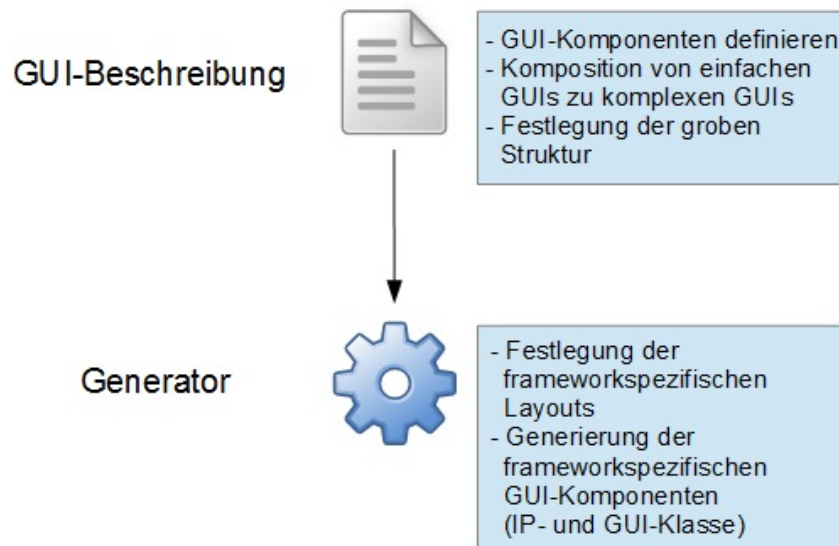 GUI-Beschreibung
- GUI-Komponenten definieren
- Komposition von einfachen
GUIs zu komplexen GUIs
- Festlegung der groben
Struktur
Generator
- Festlegung der
frameworkspezifischen
Layouts
- Generierung der
frameworkspezifischen
GUI-Komponenten
(IP- und GUI-Klasse)